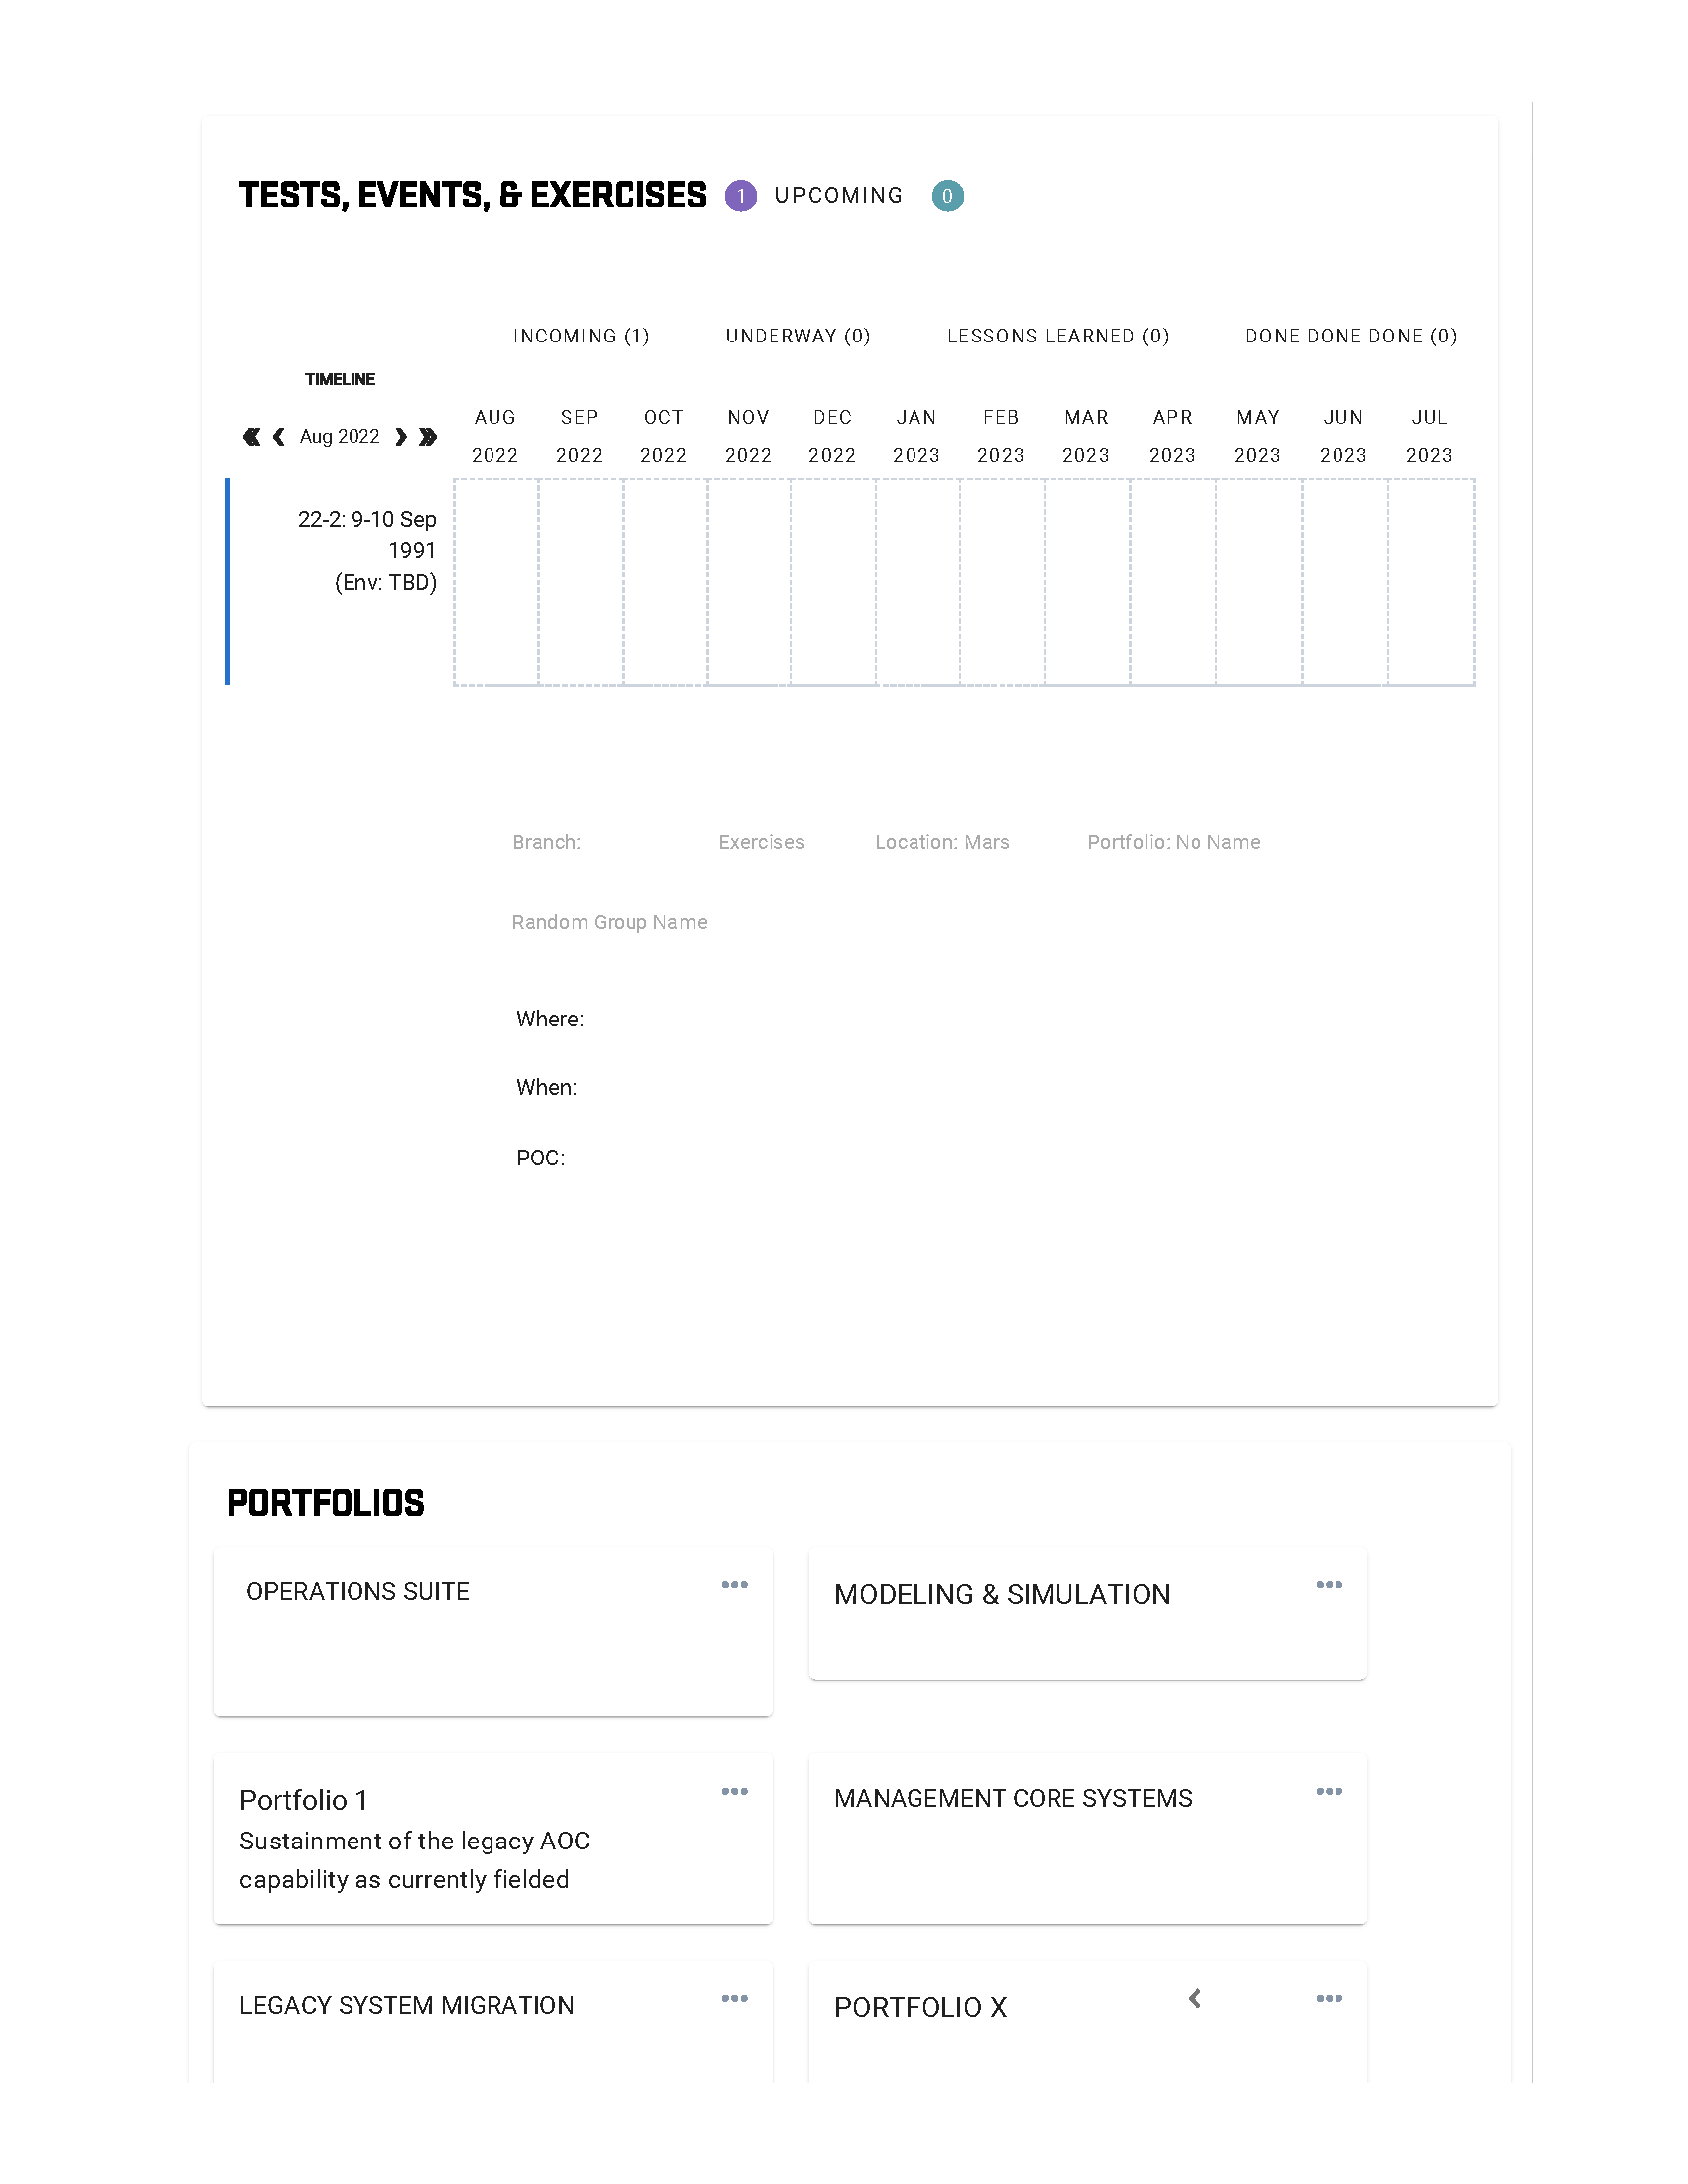 TESTS, EVENTS, & EXERCISES 1 UPCOMING 0
INCOMING (1) UNDERWAY (0) LESSONS LEARNED (0) DONE DONE DONE (0)
TIMELINE
Aug 2022
AUG SEP OCT NOV DEC JAN FEB MAR APR MAY JUN JUL
2022 2022 2022 2022 2022 2023 2023 2023 2023 2023 2023 2023
22-2: 9-10 Sep
1991
(Env: TBD)
Branch: Exercises Location: Mars Portfolio: No Name
Random Group Name
Where:
When:
POC:
PORTFOLIOS
OPERATIONS SUITE
MODELING & SIMULATION
Portfolio 1
Sustainment of the legacy AOC
capability as currently fielded
MANAGEMENT CORE SYSTEMS
LEGACY SYSTEM MIGRATION
PORTFOLIO X